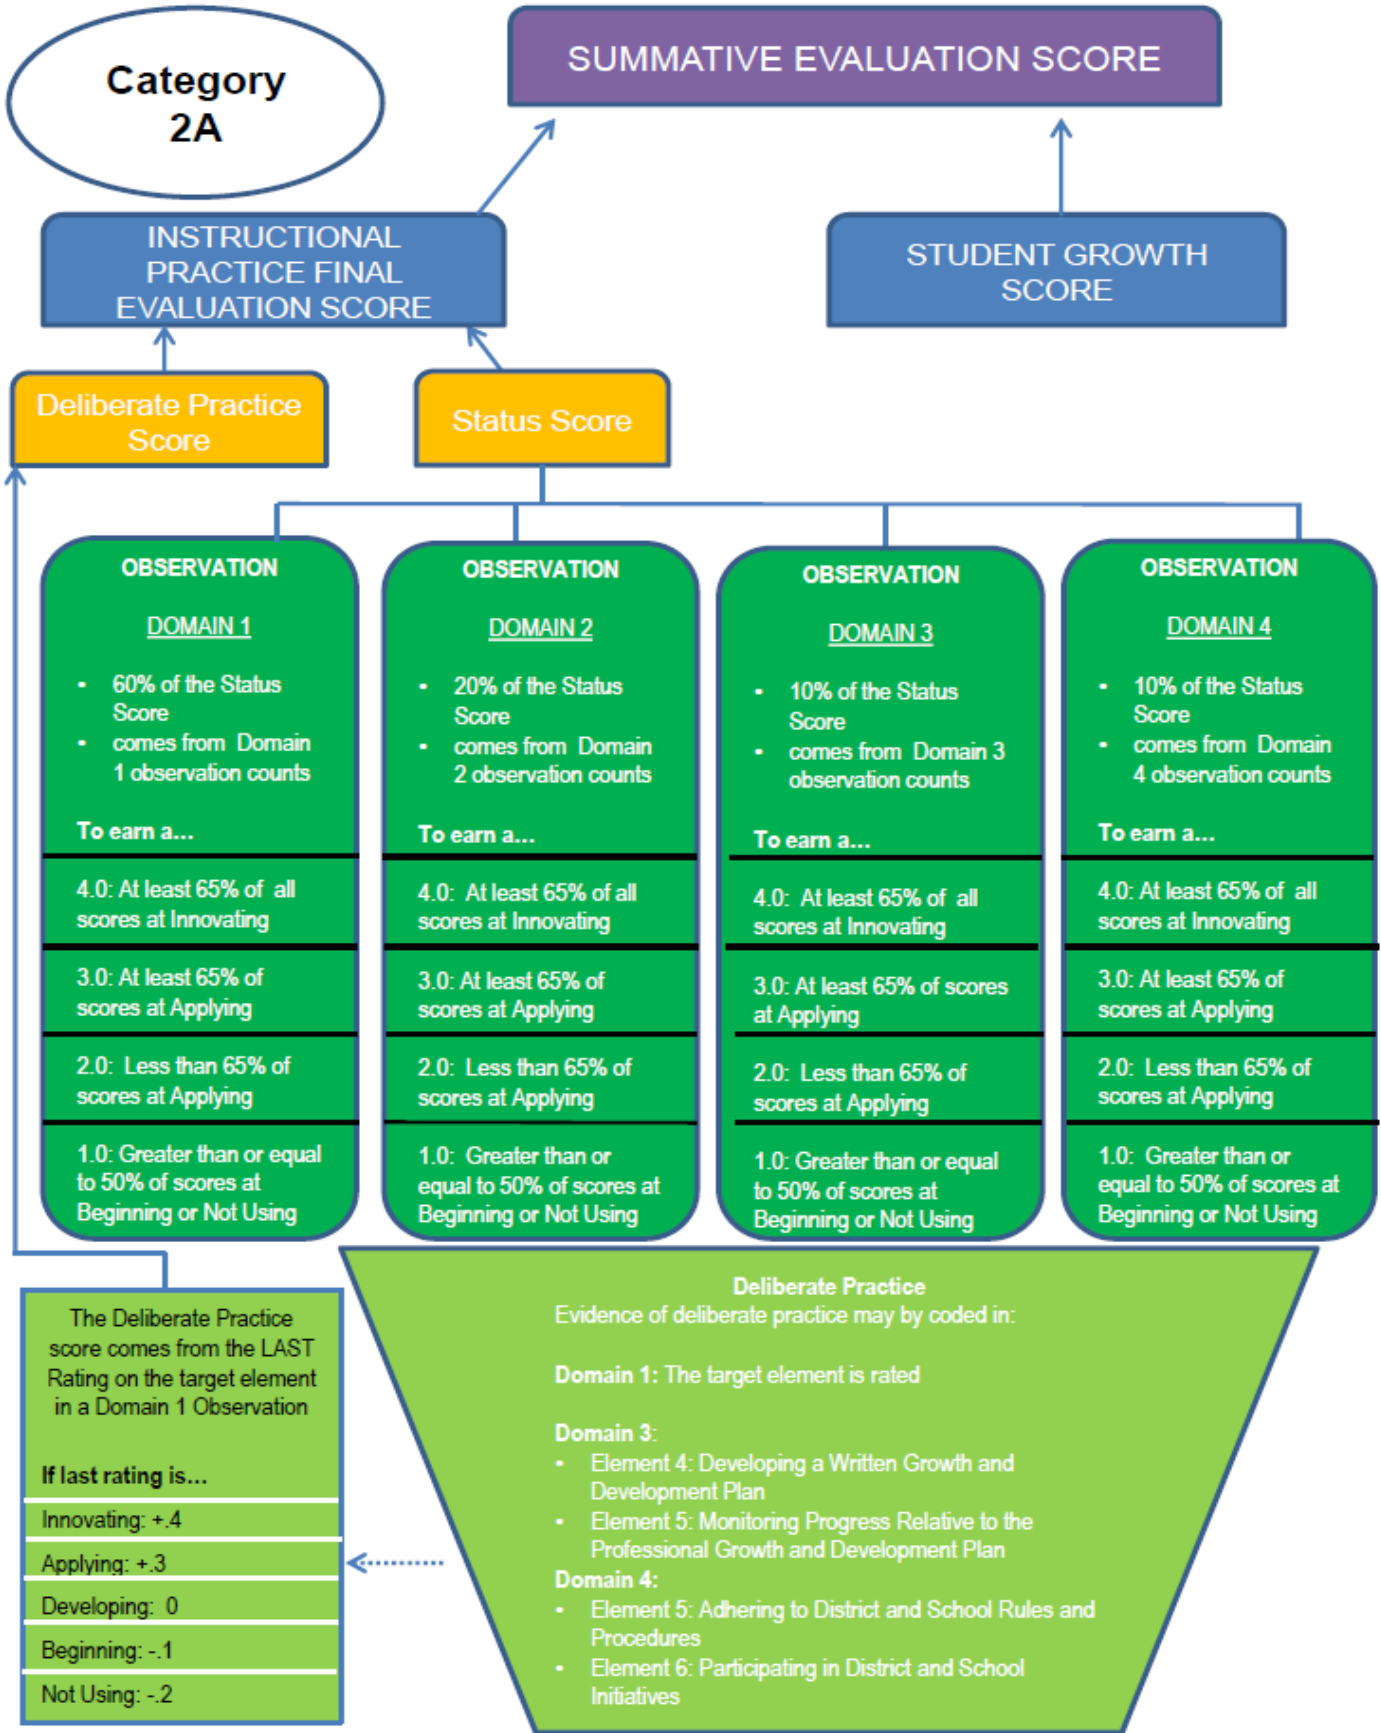 Category
2A
SUMMATIVE EVALUATION SCORE
INSTRUCTIONAL
PRACTICE FINAL
EVALUATION SCORE
STUDENT GROWTH
SCORE
Deliberate Practice
Score
Status Score
OBSERVATION
DOMAIN 1
• 60% of the Status
Score
• comes from Domain
1 observation counts
To earn a...
4.0: At least 65% of all
scores at Innovating
3.0: At least 65% of
scores at Applying
2.0: Less than 65% of
scores at Applying
1.0: Greater than or equal
to 50% of scores at
Beginning or Not Using
OBSERVATION
DOMAIN 2
• 20% of the Status
Score
• comes from Domain
2 observation counts
To earn a...
4.0: At least 65% of all
scores at Innovating
3.0: At least 65% of
scores at Applying
2.0: Less than 65% of
scores at Applying
1.0: Greater than or
equal to 50% of scores at
Beginning or Not Using
OBSERVATION
DOMAIN 3
• 10% of the Status
Score
• comes from Domain 3
observation counts
To earn a...
4.0: At least 65% of all
scores at Innovating
3.0: At least 65% of scores
at Applying
2.0: Less than 65% of
scores at Applying
1.0: Greater than or equal
to 50% of scores at
Beginning or Not Using
OBSERVATION
DOMAIN 4
• 10% of the Status
Score
• comes from Domain
4 observation counts
To earn a...
4.0: At least 65% of all
scores at Innovating
3.0: At least 65% of
scores at Applying
2.0: Less than 65% of
scores at Applying
1.0: Greater than or
equal to 50% of scores at
Beginning or Not Using
The Deliberate Practice
score comes from the LAST
Rating on the target element
in a Domain 1 Observation
If last rating is...
Innovating: +.4
Applying: +.3
Developing: 0
Beginning: -.1
Not Using: -.2
Deliberate Practice
Evidence of deliberate practice may by coded in:
Domain 1: The target element is rated
Domain 3:
• Element 4: Developing a Written Growth and
Development Plan
• Element 5: Monitoring Progress Relative to the
Professional Growth and Development Plan
Domain 4:
• Element 5: Adhering to District and School Rules and
Procedures
• Element 6: Participating in District and School
Initiatives